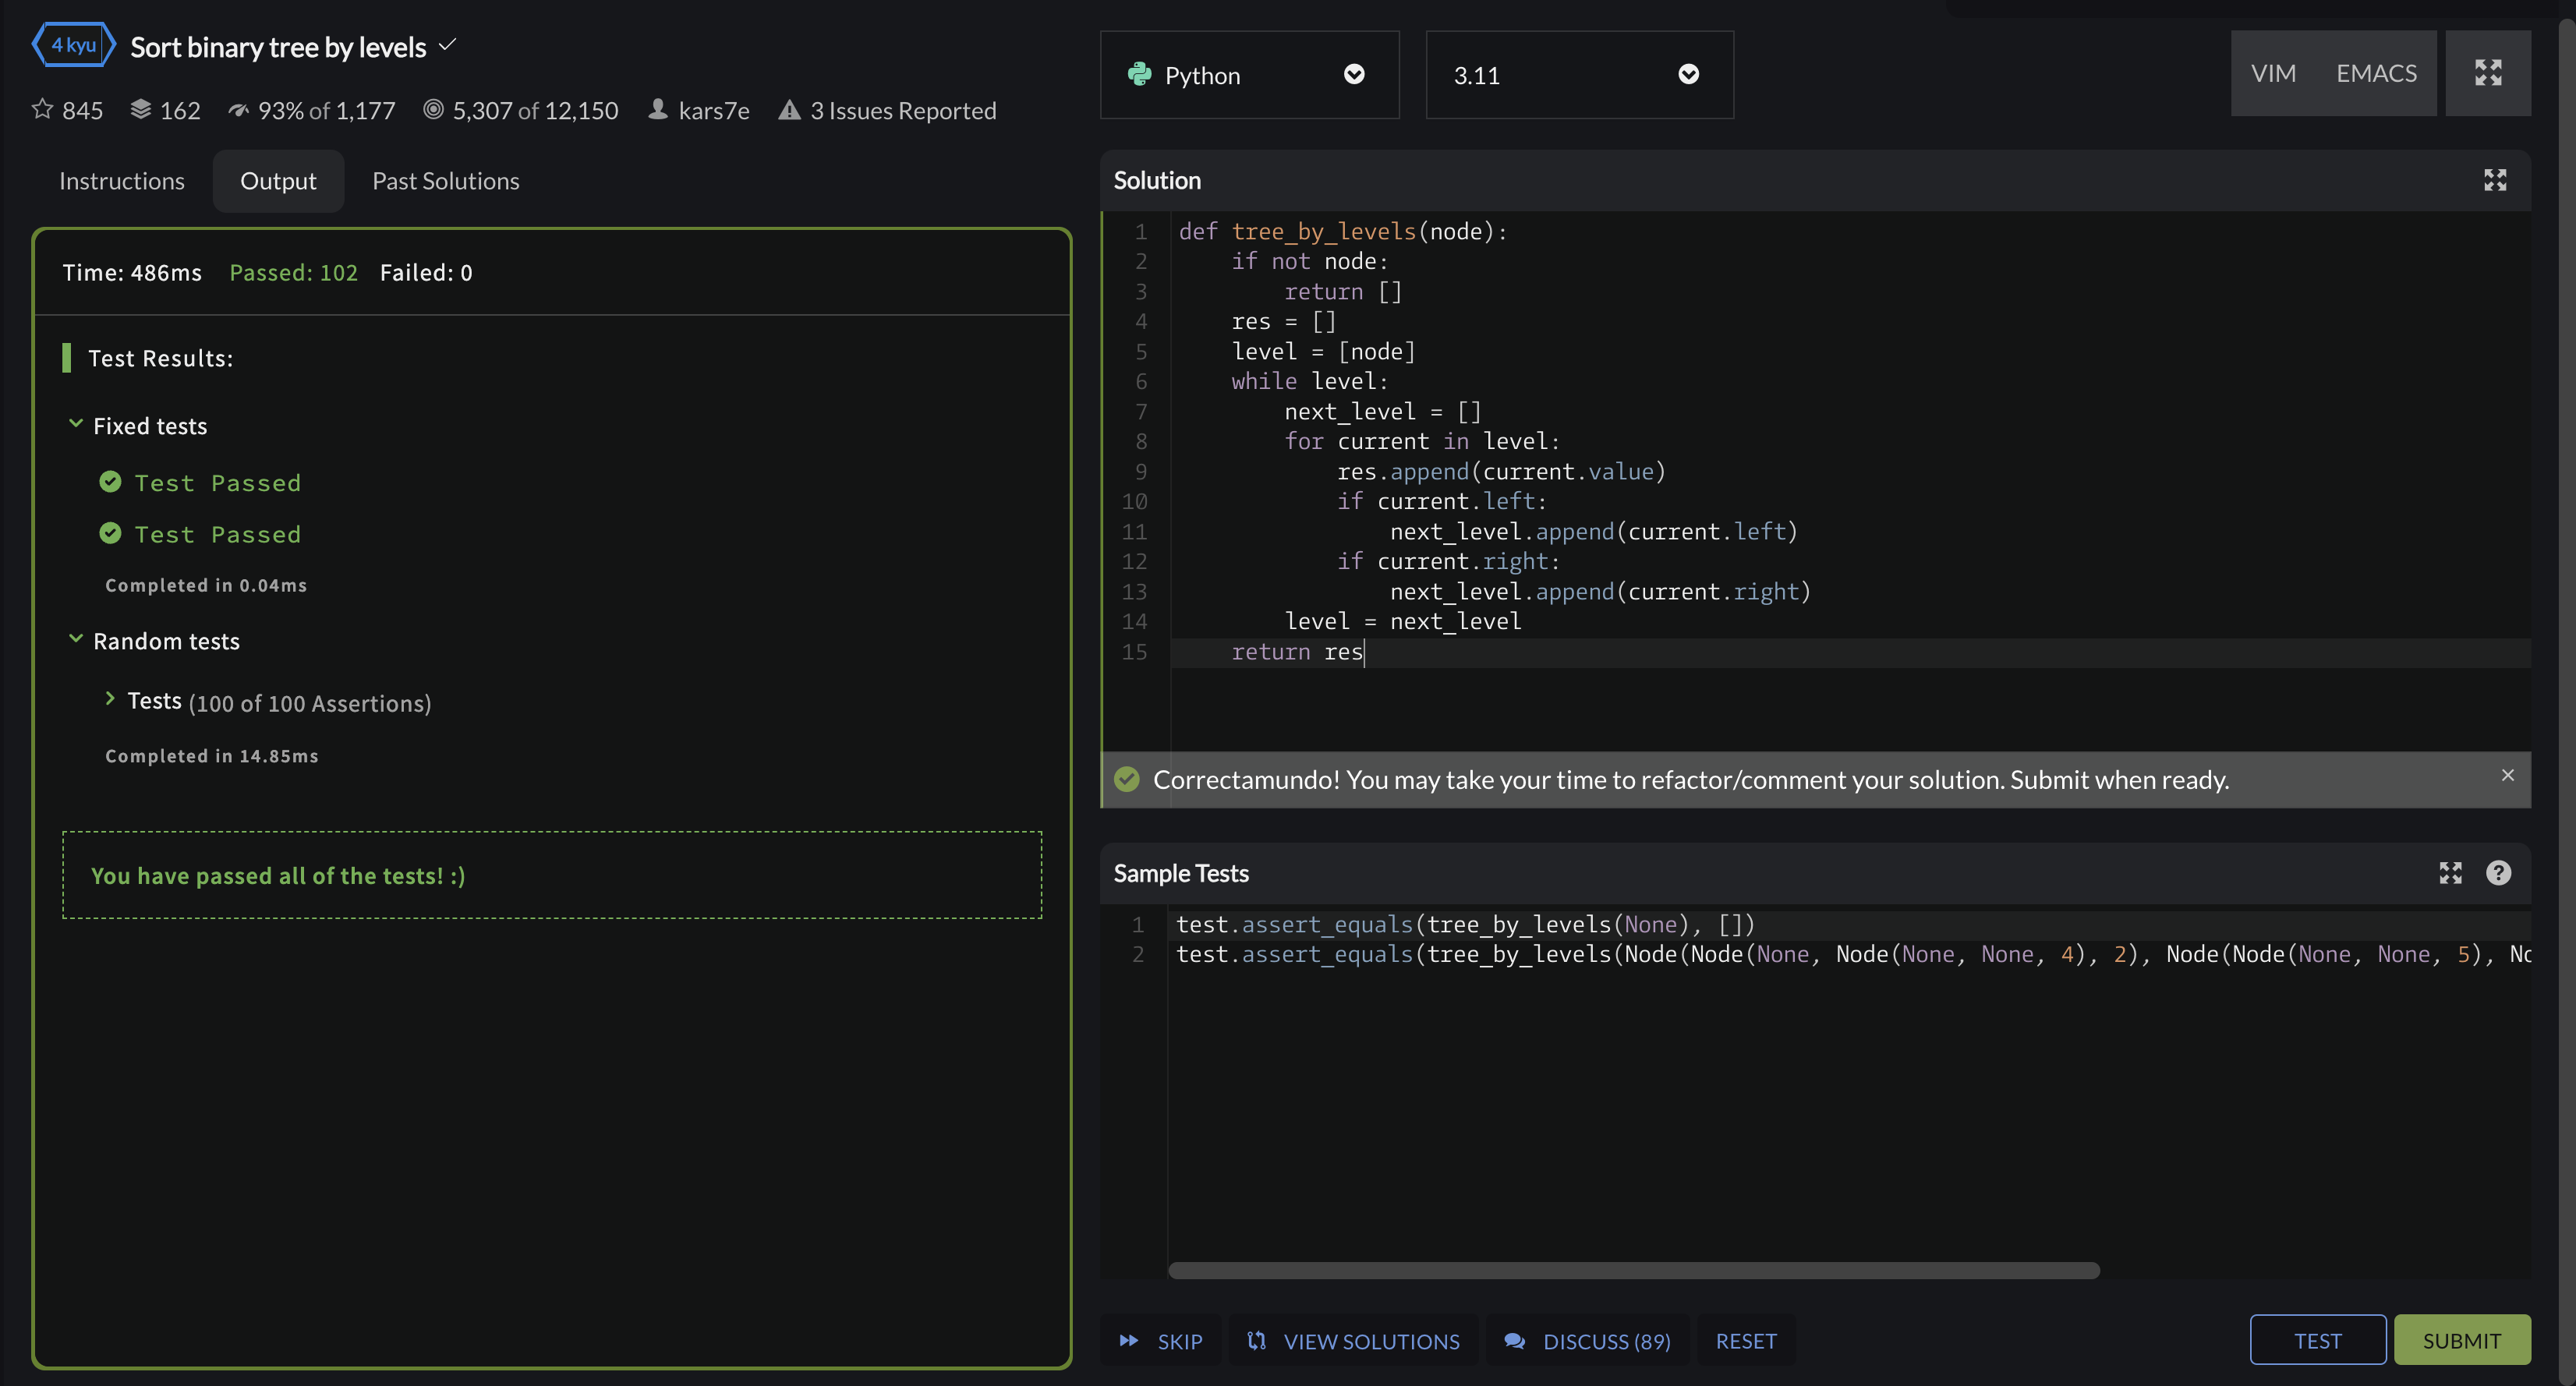 4 kyu Sort binary tree by levels
845 162 93% of 1,177 5,307 of 12,150 kars7e 3 Issues Reported
Instructions Output Past Solutions
Time: 486ms Passed: 102 Failed: 0
Test Results:
Fixed tests
Test Passed
Test Passed
Completed in 0.04ms
Random tests
Tests (100 of 100 Assertions)
Completed in 14.85ms
You have passed all of the tests! :)
Python 3.11 VIM EMACS
Solution
1 def tree_by_levels(node):
2     if not node:
3         return []
4     res = []
5     level = [node]
6     while level:
7         next_level = []
8         for current in level:
9             res.append(current.value)
10             if current.left:
11                 next_level.append(current.left)
12             if current.right:
13                 next_level.append(current.right)
14         level = next_level
15     return res
Correctamundo! You may take your time to refactor/comment your solution. Submit when ready.
Sample Tests
1 test.assert_equals(tree_by_levels(None), [])
2 test.assert_equals(tree_by_levels(Node(Node(None, Node(None, None, 4), 2), Node(Node(None, None, 5), No
SKIP VIEW SOLUTIONS DISCUSS (89) RESET TEST SUBMIT